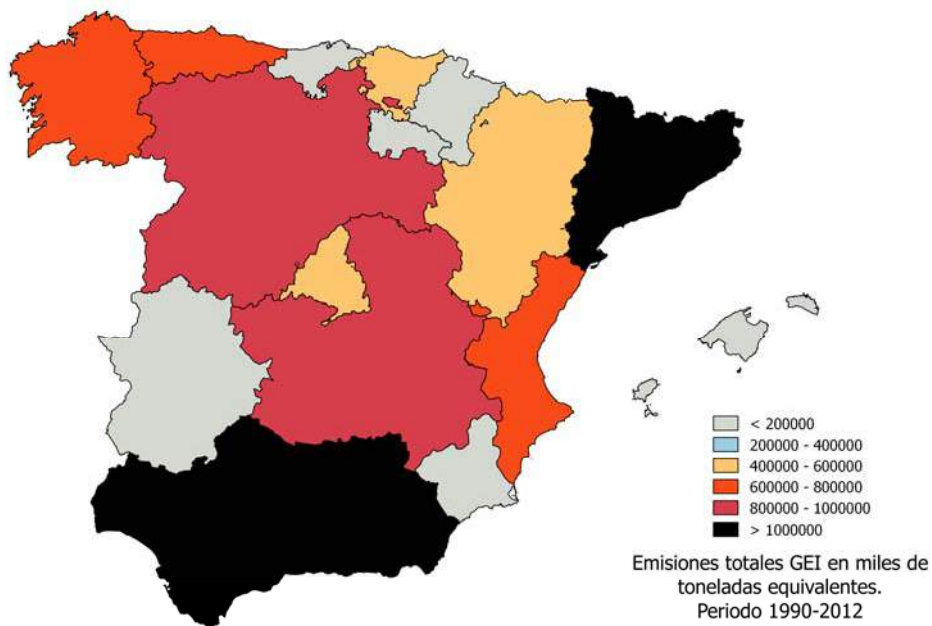 < 200000
200000 - 400000
400000 - 600000
600000 - 800000
800000 - 1000000
> 1000000
Emisiones totales GEI en miles de
toneladas equivalentes.
Periodo 1990-2012